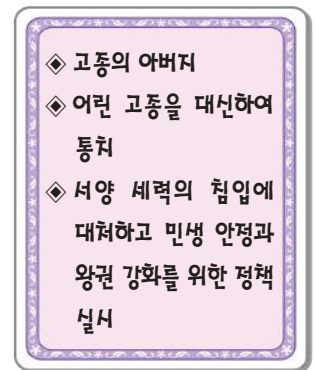 ◈ 고종의 아버지
◈ 어린 고종을 대신하여
통치
◈ 서양 세력의 침입에
대처하고 민생 안정과
왕권 강화를 위한 정책
실시